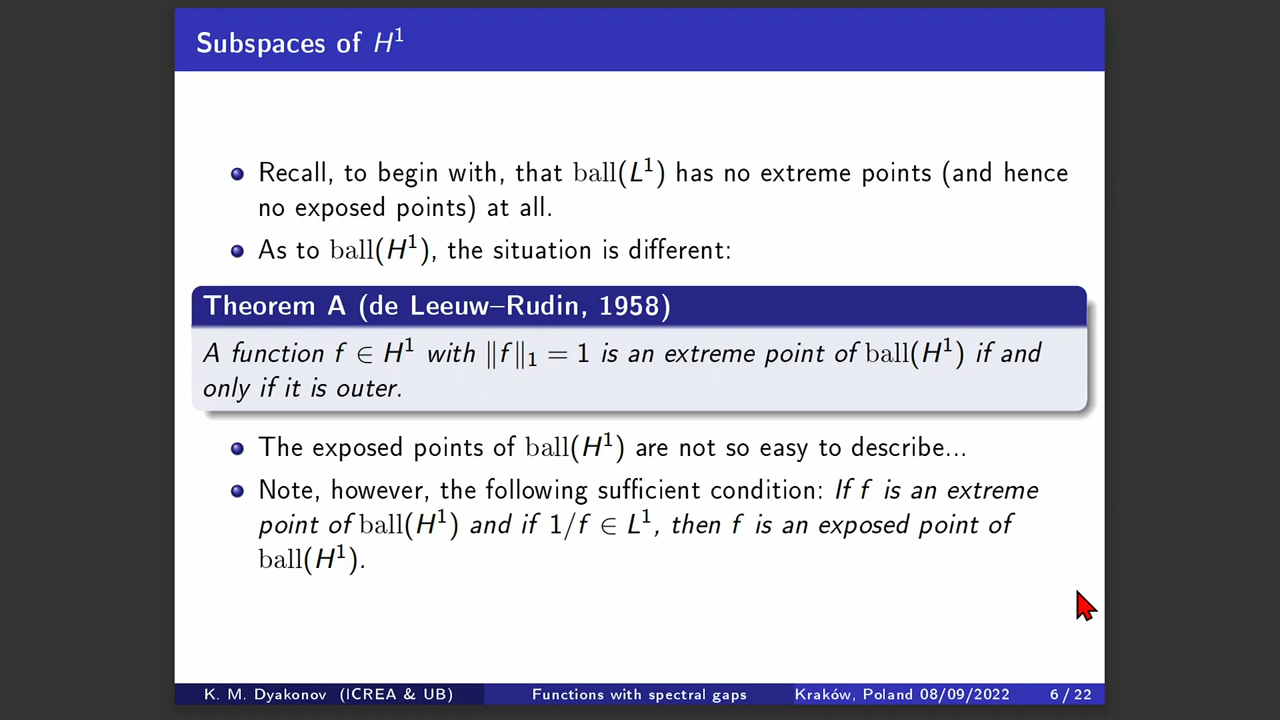 Subspaces of H¹
Recall, to begin with, that ball(L¹) has no extreme points (and hence
no exposed points) at all.
As to ball(H¹), the situation is different:
Theorem A (de Leeuw–Rudin, 1958)
A function f ∈ H¹ with ‖f‖₁ = 1 is an extreme point of ball(H¹) if and
only if it is outer.
The exposed points of ball(H¹) are not so easy to describe...
Note, however, the following sufficient condition: If f is an extreme
point of ball(H¹) and if 1/f ∈ L¹, then f is an exposed point of
ball(H¹).
K. M. Dyakonov (ICREA & UB) Functions with spectral gaps Kraków, Poland 08/09/2022 6 / 22